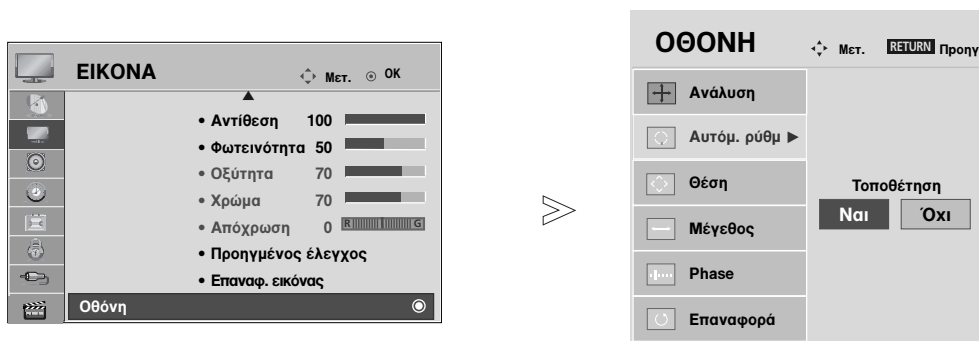 ΕΙΚΟΝΑ
Μετ. OK
• Αντίθεση 100
• Φωτεινότητα 50
• Οξύτητα 70
• Χρώμα 70
• Απόχρωση 0 R G
• Προηγμένος έλεγχος
• Επαναφ. εικόνας
Οθόνη
ΟΘΟΝΗ
Μετ. RETURN Προηγ
Ανάλυση
Αυτόμ. ρύθμ ►
Θέση
Μέγεθος
Phase
Επαναφορά
Τοποθέτηση
Ναι Όχι